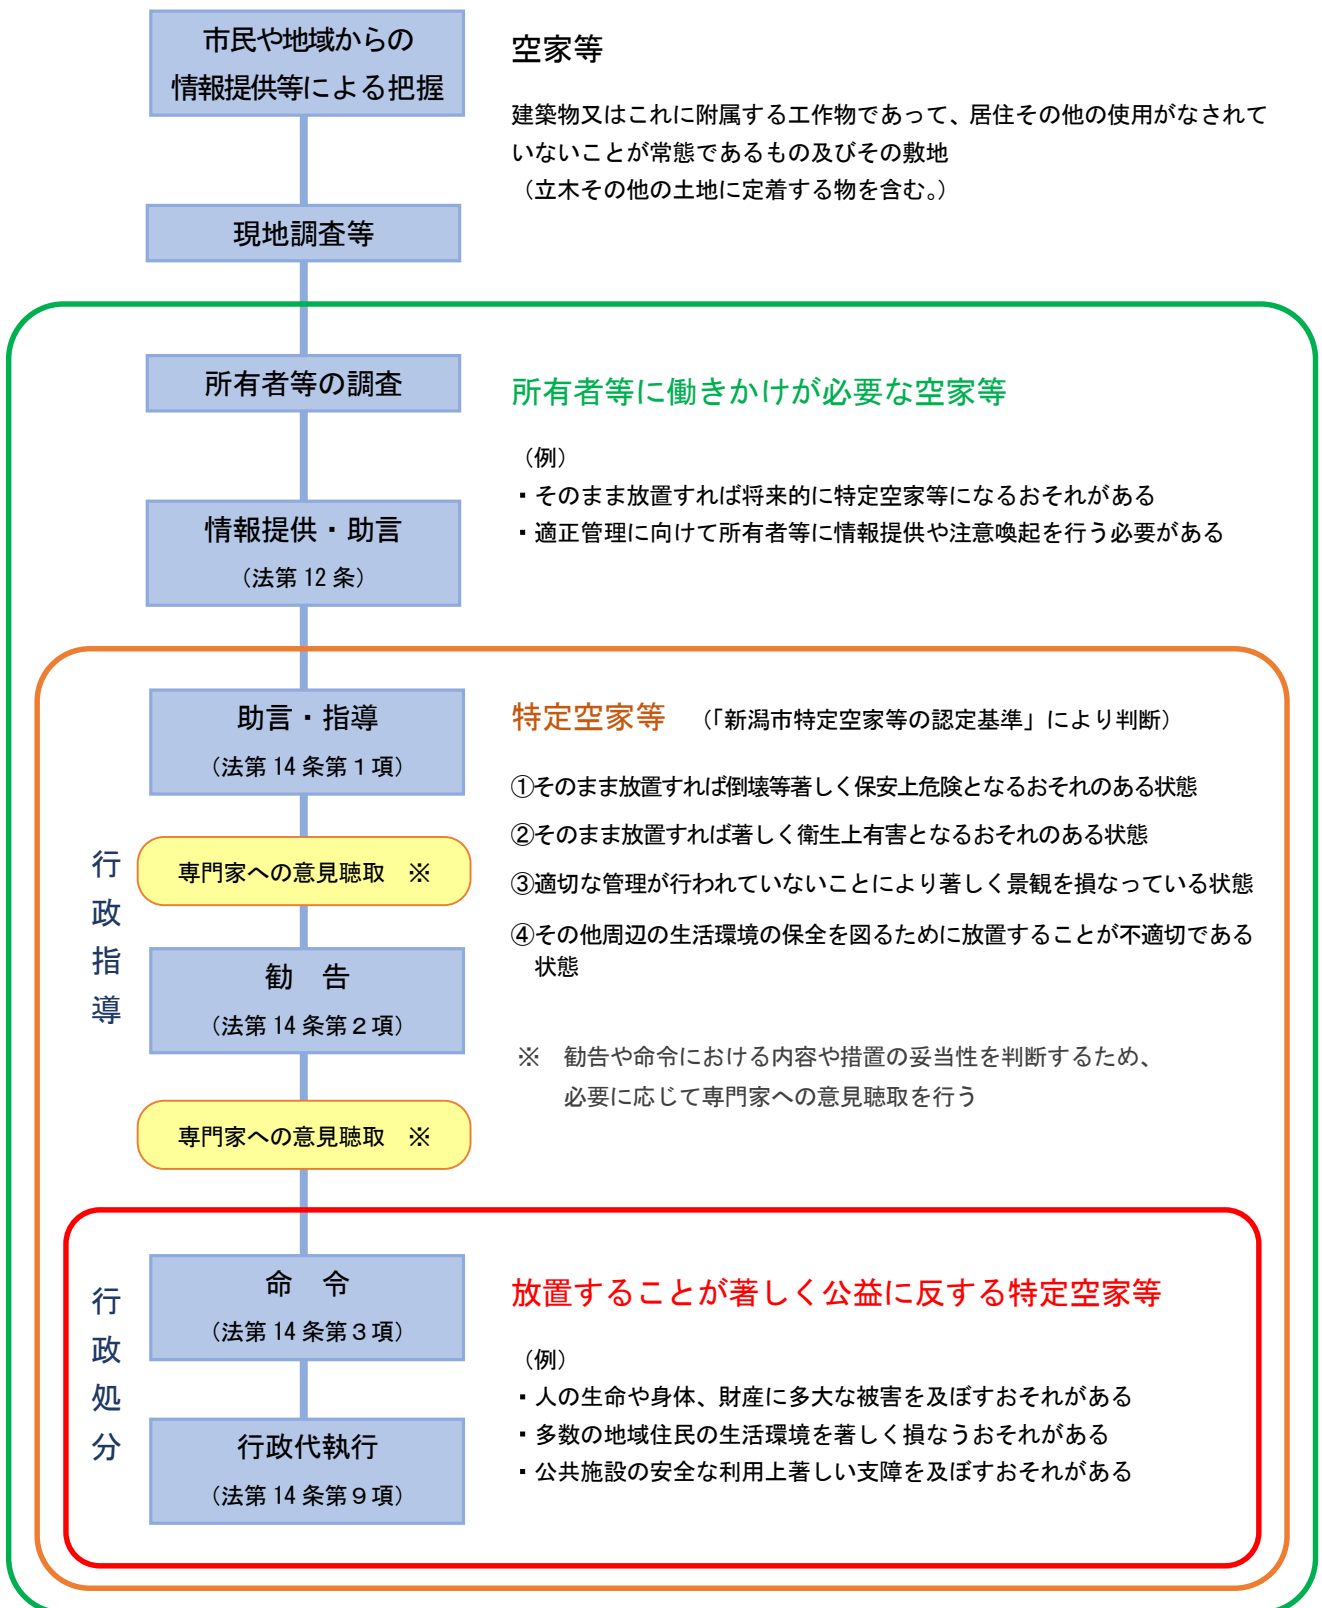 市民や地域からの
情報提供等による把握
空家等
建築物又はこれに附属する工作物であって、居住その他の使用がなされて
いないことが常態であるもの及びその敷地
（立木その他の土地に定着する物を含む。）
現地調査等
所有者等の調査
所有者等に働きかけが必要な空家等
（例）
・そのまま放置すれば将来的に特定空家等になるおそれがある
・適正管理に向けて所有者等に情報提供や注意喚起を行う必要がある
情報提供・助言
（法第 12 条）
助言・指導
（法第 14 条第１項）
特定空家等　（「新潟市特定空家等の認定基準」により判断）
①そのまま放置すれば倒壊等著しく保安上危険となるおそれのある状態
②そのまま放置すれば著しく衛生上有害となるおそれのある状態
③適切な管理が行われていないことにより著しく景観を損なっている状態
④その他周辺の生活環境の保全を図るために放置することが不適切である
状態
行政指導
専門家への意見聴取　※
勧　告
（法第 14 条第２項）
※　勧告や命令における内容や措置の妥当性を判断するため、
必要に応じて専門家への意見聴取を行う
専門家への意見聴取　※
行政処分
命　令
（法第 14 条第３項）
放置することが著しく公益に反する特定空家等
（例）
・人の生命や身体、財産に多大な被害を及ぼすおそれがある
・多数の地域住民の生活環境を著しく損なうおそれがある
・公共施設の安全な利用上著しい支障を及ぼすおそれがある
行政代執行
（法第 14 条第９項）